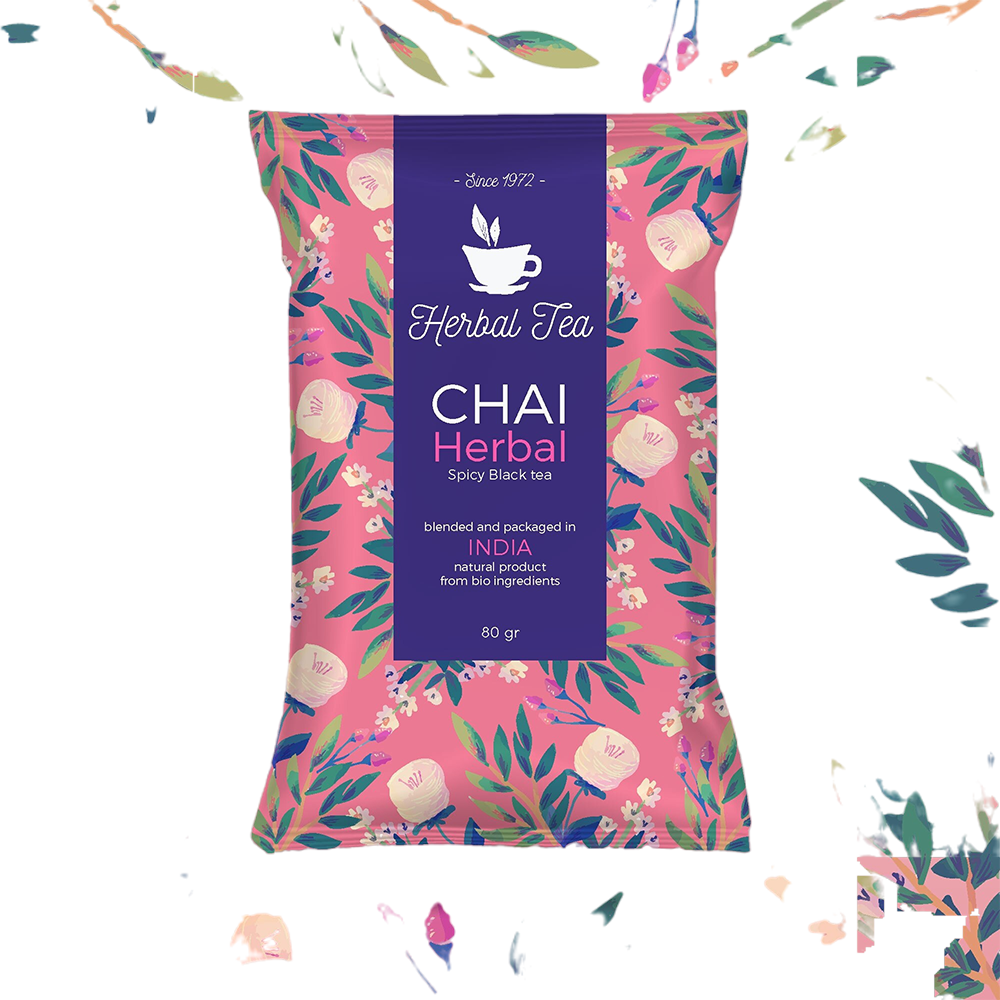 - Since 1972 -
Herbal Tea
CHAI
Herbal
Spicy Black tea
blended and packaged in
INDIA
natural product
from bio ingredients
80 gr